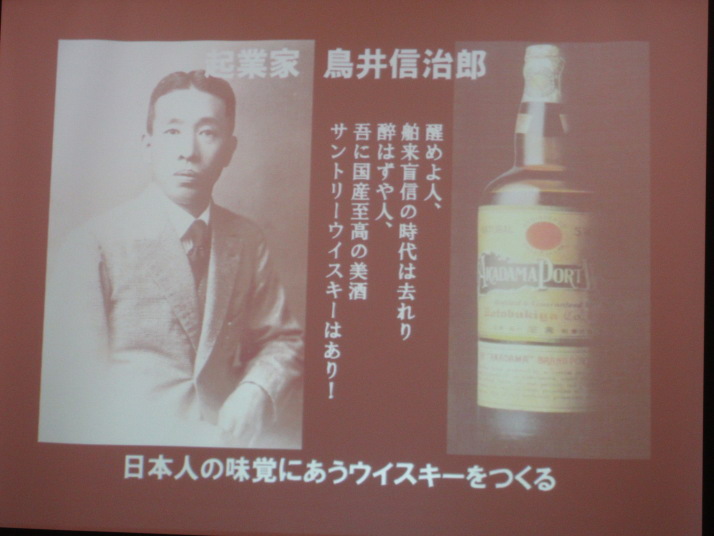 起業家 鳥井信治郎
醒めよ人、
舶来盲信の時代は去れり
酔はずや人、
吾に国産至高の美酒
サントリーウイスキーはあり!
AKADAMA PORT
Kotobukiya Co.
日本人の味覚にあうウイスキーをつくる